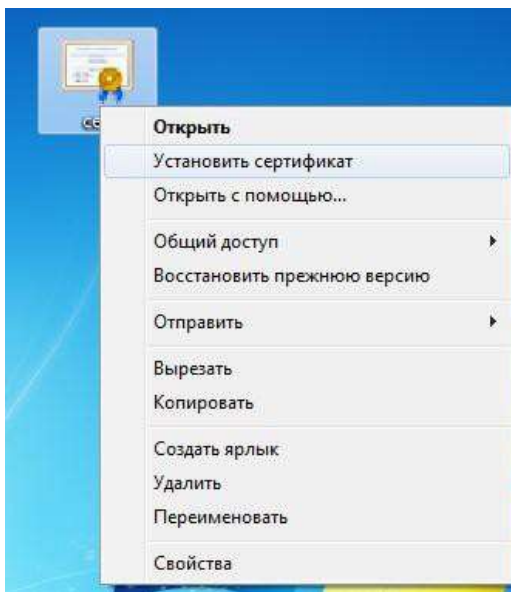 Открыть
Установить сертификат
Открыть с помощью...
Общий доступ
Восстановить прежнюю версию
Отправить
Вырезать
Копировать
Создать ярлык
Удалить
Переименовать
Свойства